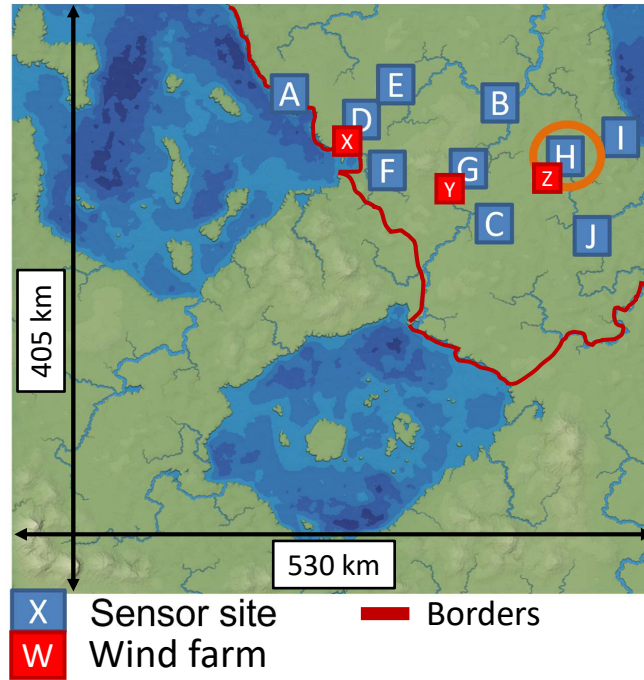 A
E
B
D
X
I
F
G
H
Y
Z
C
J
405 km
530 km
X Sensor site
Borders
W Wind farm